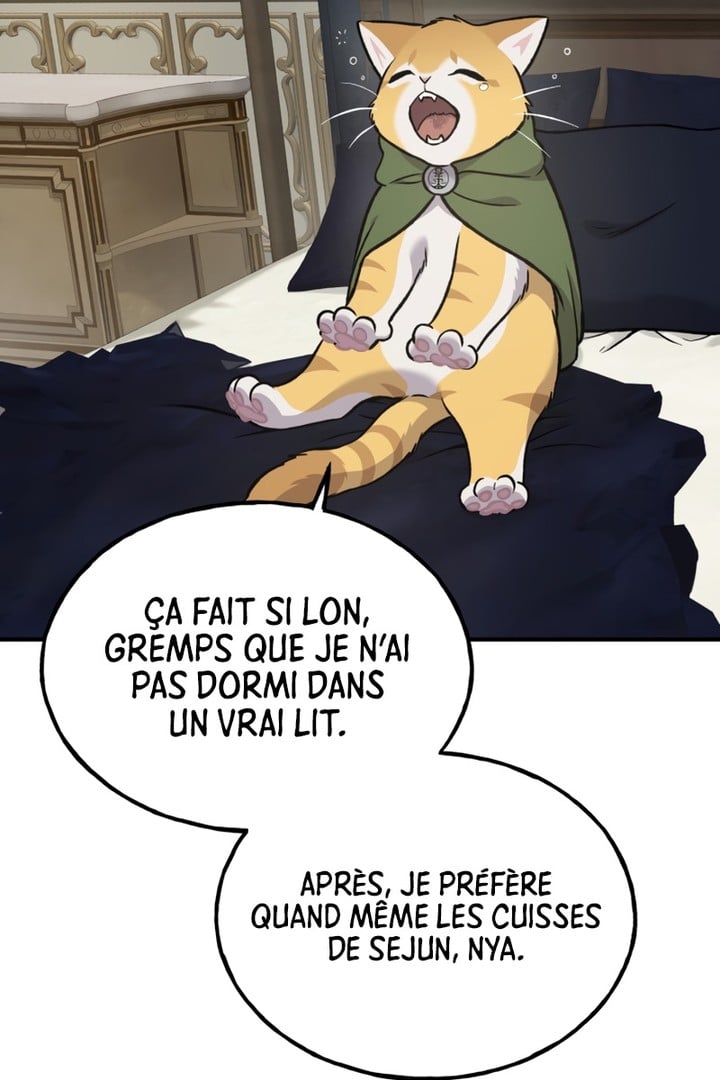 ÇA FAIT SI LON,
GREMPS QUE JE N'AI
PAS DORMI DANS
UN VRAI LIT.
APRÈS, JE PRÉFÈRE
QUAND MÊME LES CUISSES
DE SEJUN, NYA.